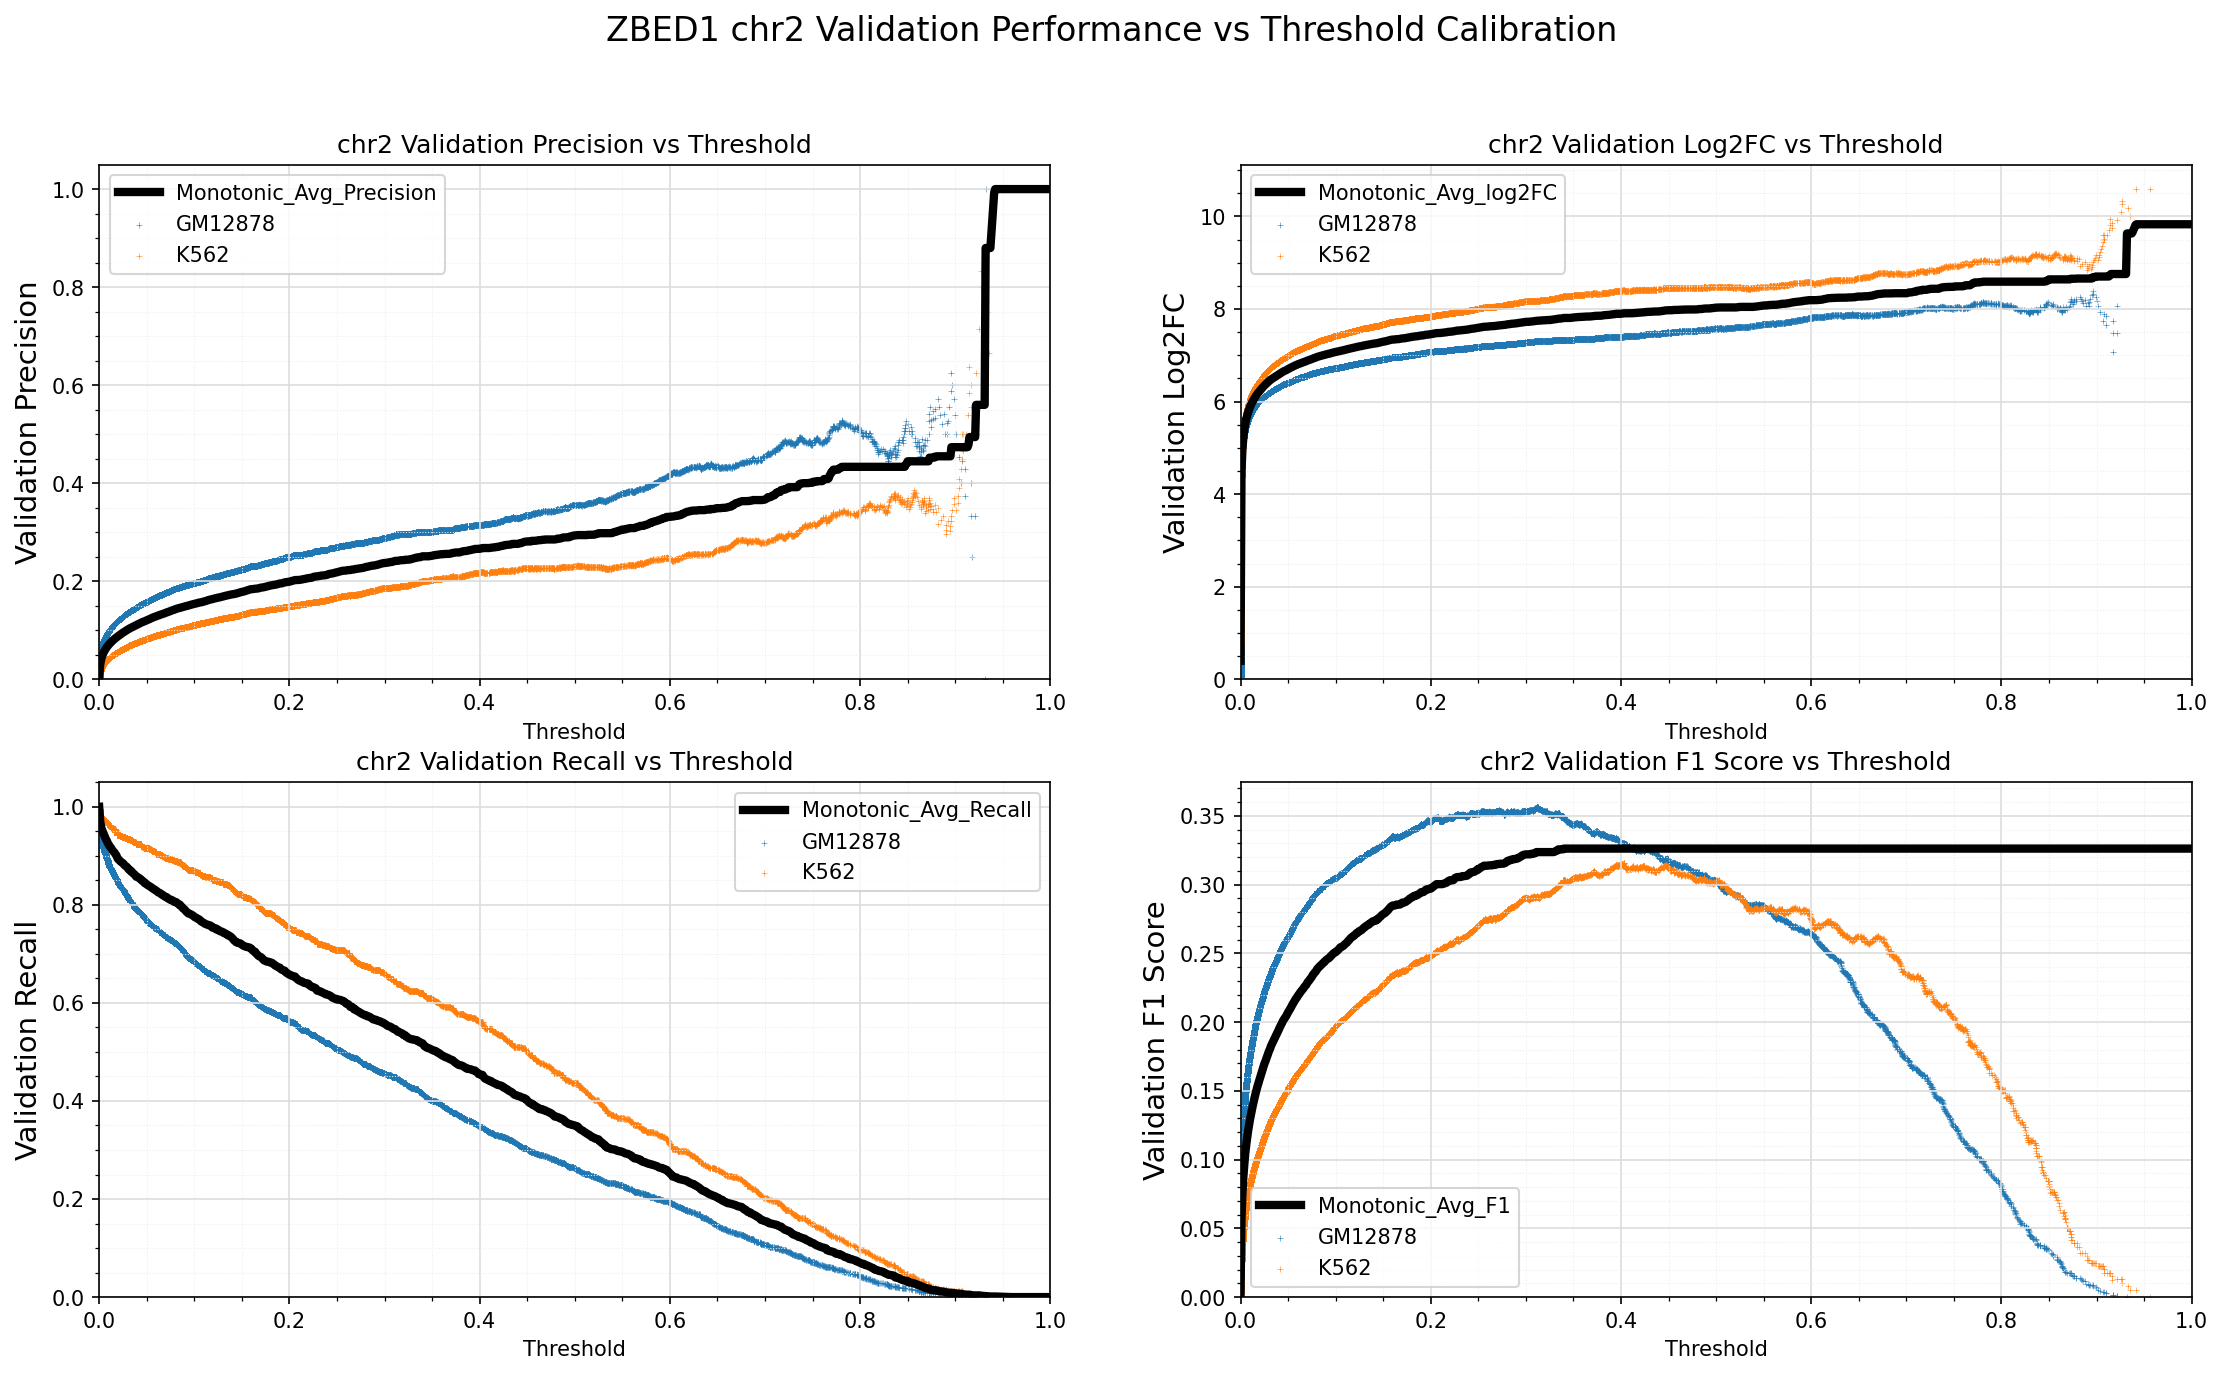 ZBED1 chr2 Validation Performance vs Threshold Calibration
chr2 Validation Precision vs Threshold
Validation Precision
1.0
0.8
0.6
0.4
0.2
0.0
Monotonic_Avg_Precision
GM12878
K562
0.0 0.2 0.4 0.6 0.8 1.0
Threshold
chr2 Validation Log2FC vs Threshold
Validation Log2FC
10
8
6
4
2
0
Monotonic_Avg_log2FC
GM12878
K562
0.0 0.2 0.4 0.6 0.8 1.0
Threshold
chr2 Validation Recall vs Threshold
Validation Recall
1.0
0.8
0.6
0.4
0.2
0.0
Monotonic_Avg_Recall
GM12878
K562
0.0 0.2 0.4 0.6 0.8 1.0
Threshold
chr2 Validation F1 Score vs Threshold
Validation F1 Score
0.35
0.30
0.25
0.20
0.15
0.10
0.05
0.00
Monotonic_Avg_F1
GM12878
K562
0.0 0.2 0.4 0.6 0.8 1.0
Threshold